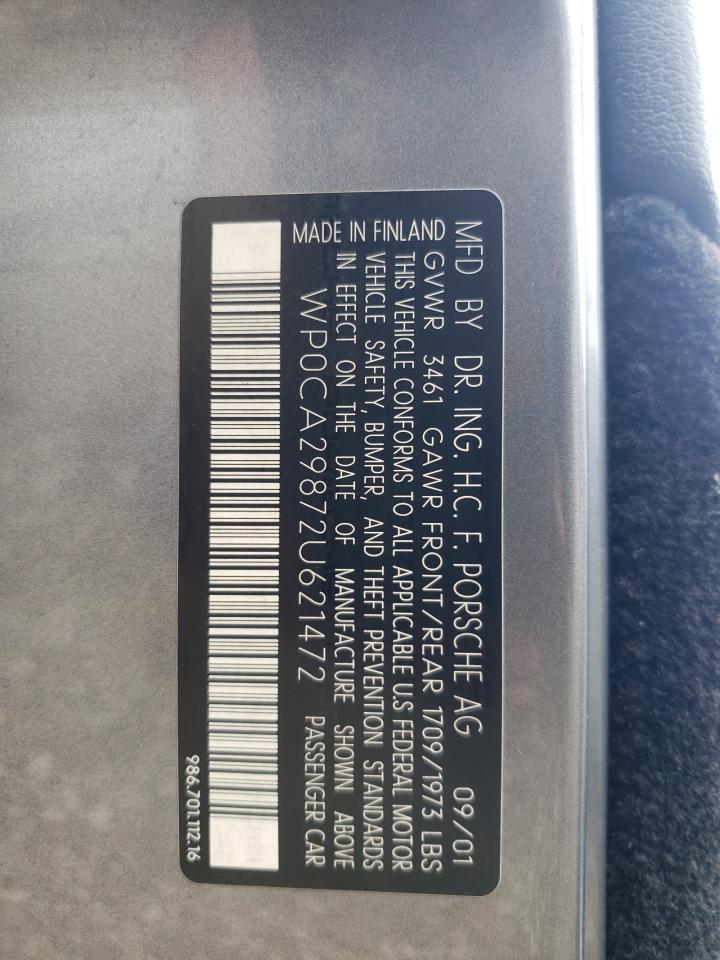 MFD BY DR. ING. H.C. F. PORSCHE AG 09/01
GVWR 3461 GAWR FRONT/REAR 1709/1973 LBS
THIS VEHICLE CONFORMS TO ALL APPLICABLE U.S FEDERAL MOTOR
VEHICLE SAFETY, BUMPER, AND THEFT PREVENTION STANDARDS
IN EFFECT ON THE DATE OF MANUFACTURE SHOWN ABOVE
WP0CA29872U621472 PASSENGER CAR
986.701.112.16
MADE IN FINLAND